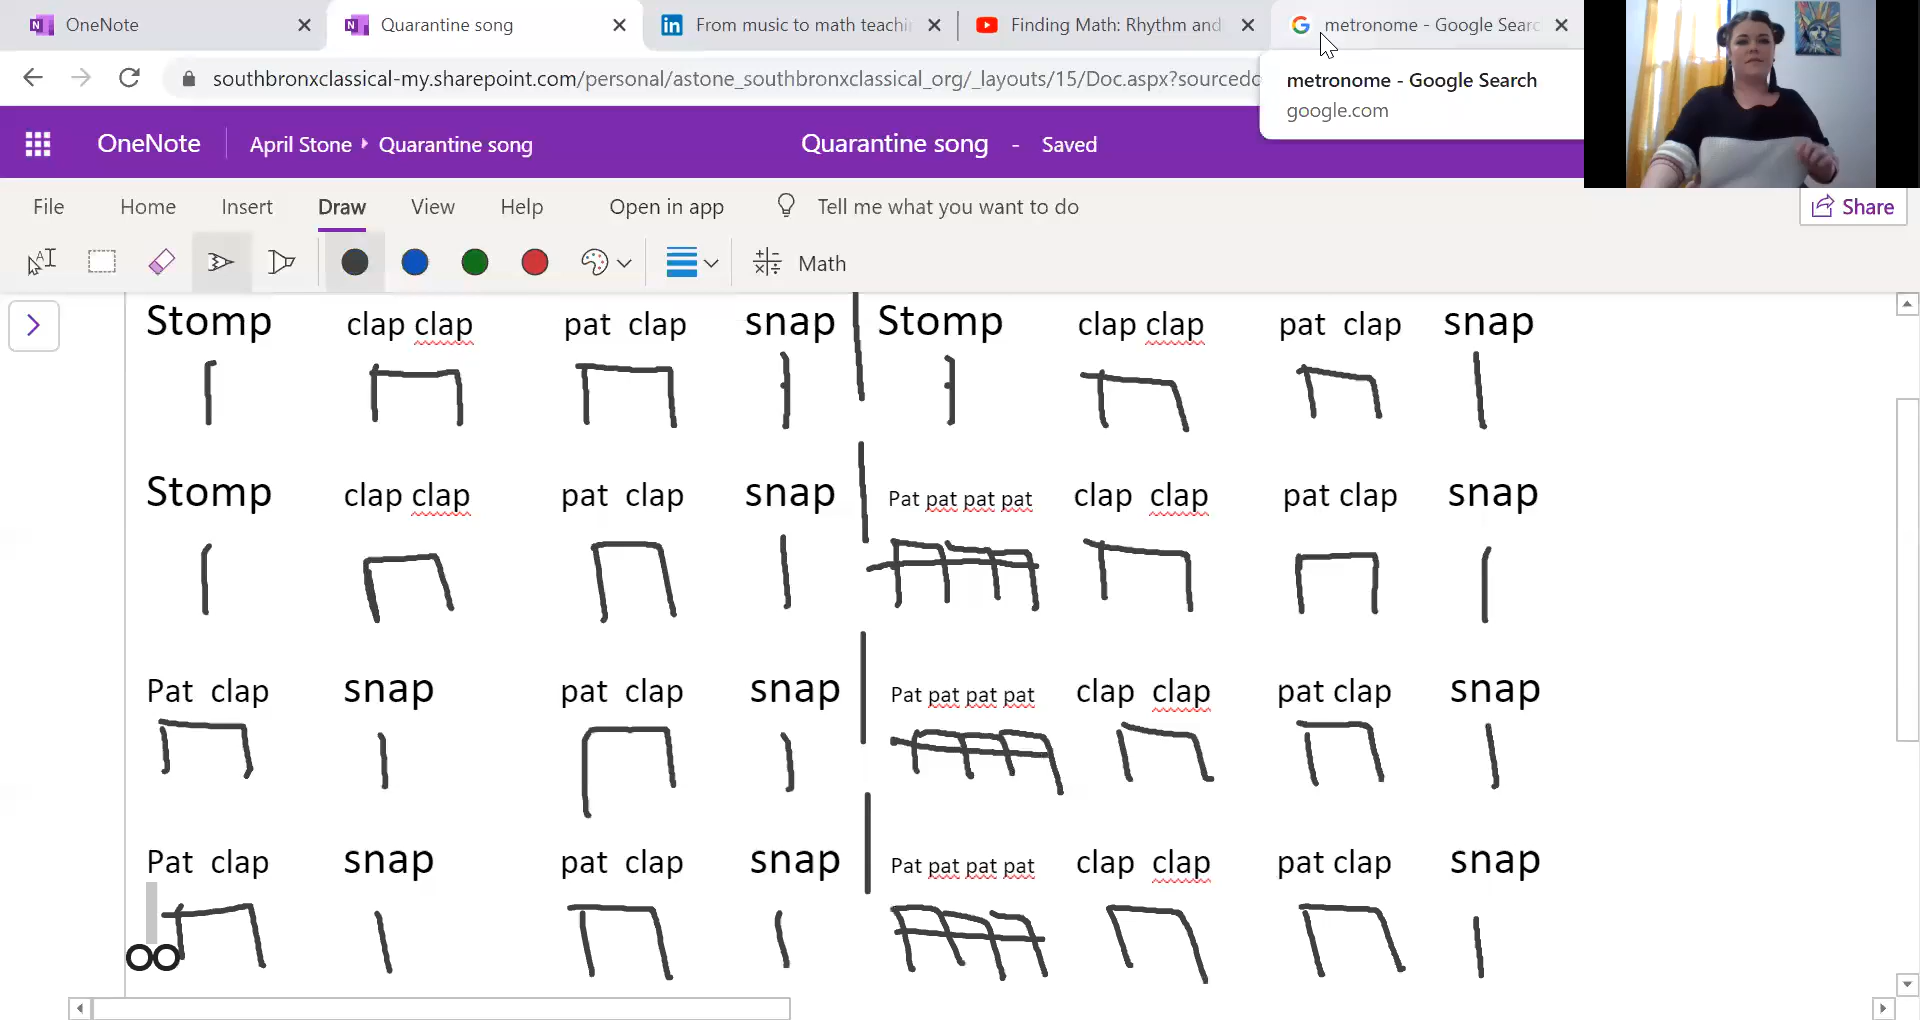 OneNote
Quarantine song
From music to math teachi
Finding Math: Rhythm and
metronome - Google Searc
southbronxclassical-my.sharepoint.com/personal/astone_southbronxclassical_org/_layouts/15/Doc.aspx?sourcedo
metronome - Google Search
google.com
OneNote
April Stone
Quarantine song
Quarantine song - Saved
File Home Insert Draw View Help Open in app Tell me what you want to do
Share
Math
Stomp clap clap pat clap snap Stomp clap clap pat clap snap
Stomp clap clap pat clap snap Pat pat pat pat clap clap pat clap snap
Pat clap snap pat clap snap Pat pat pat pat clap clap pat clap snap
Pat clap snap pat clap snap Pat pat pat pat clap clap pat clap snap